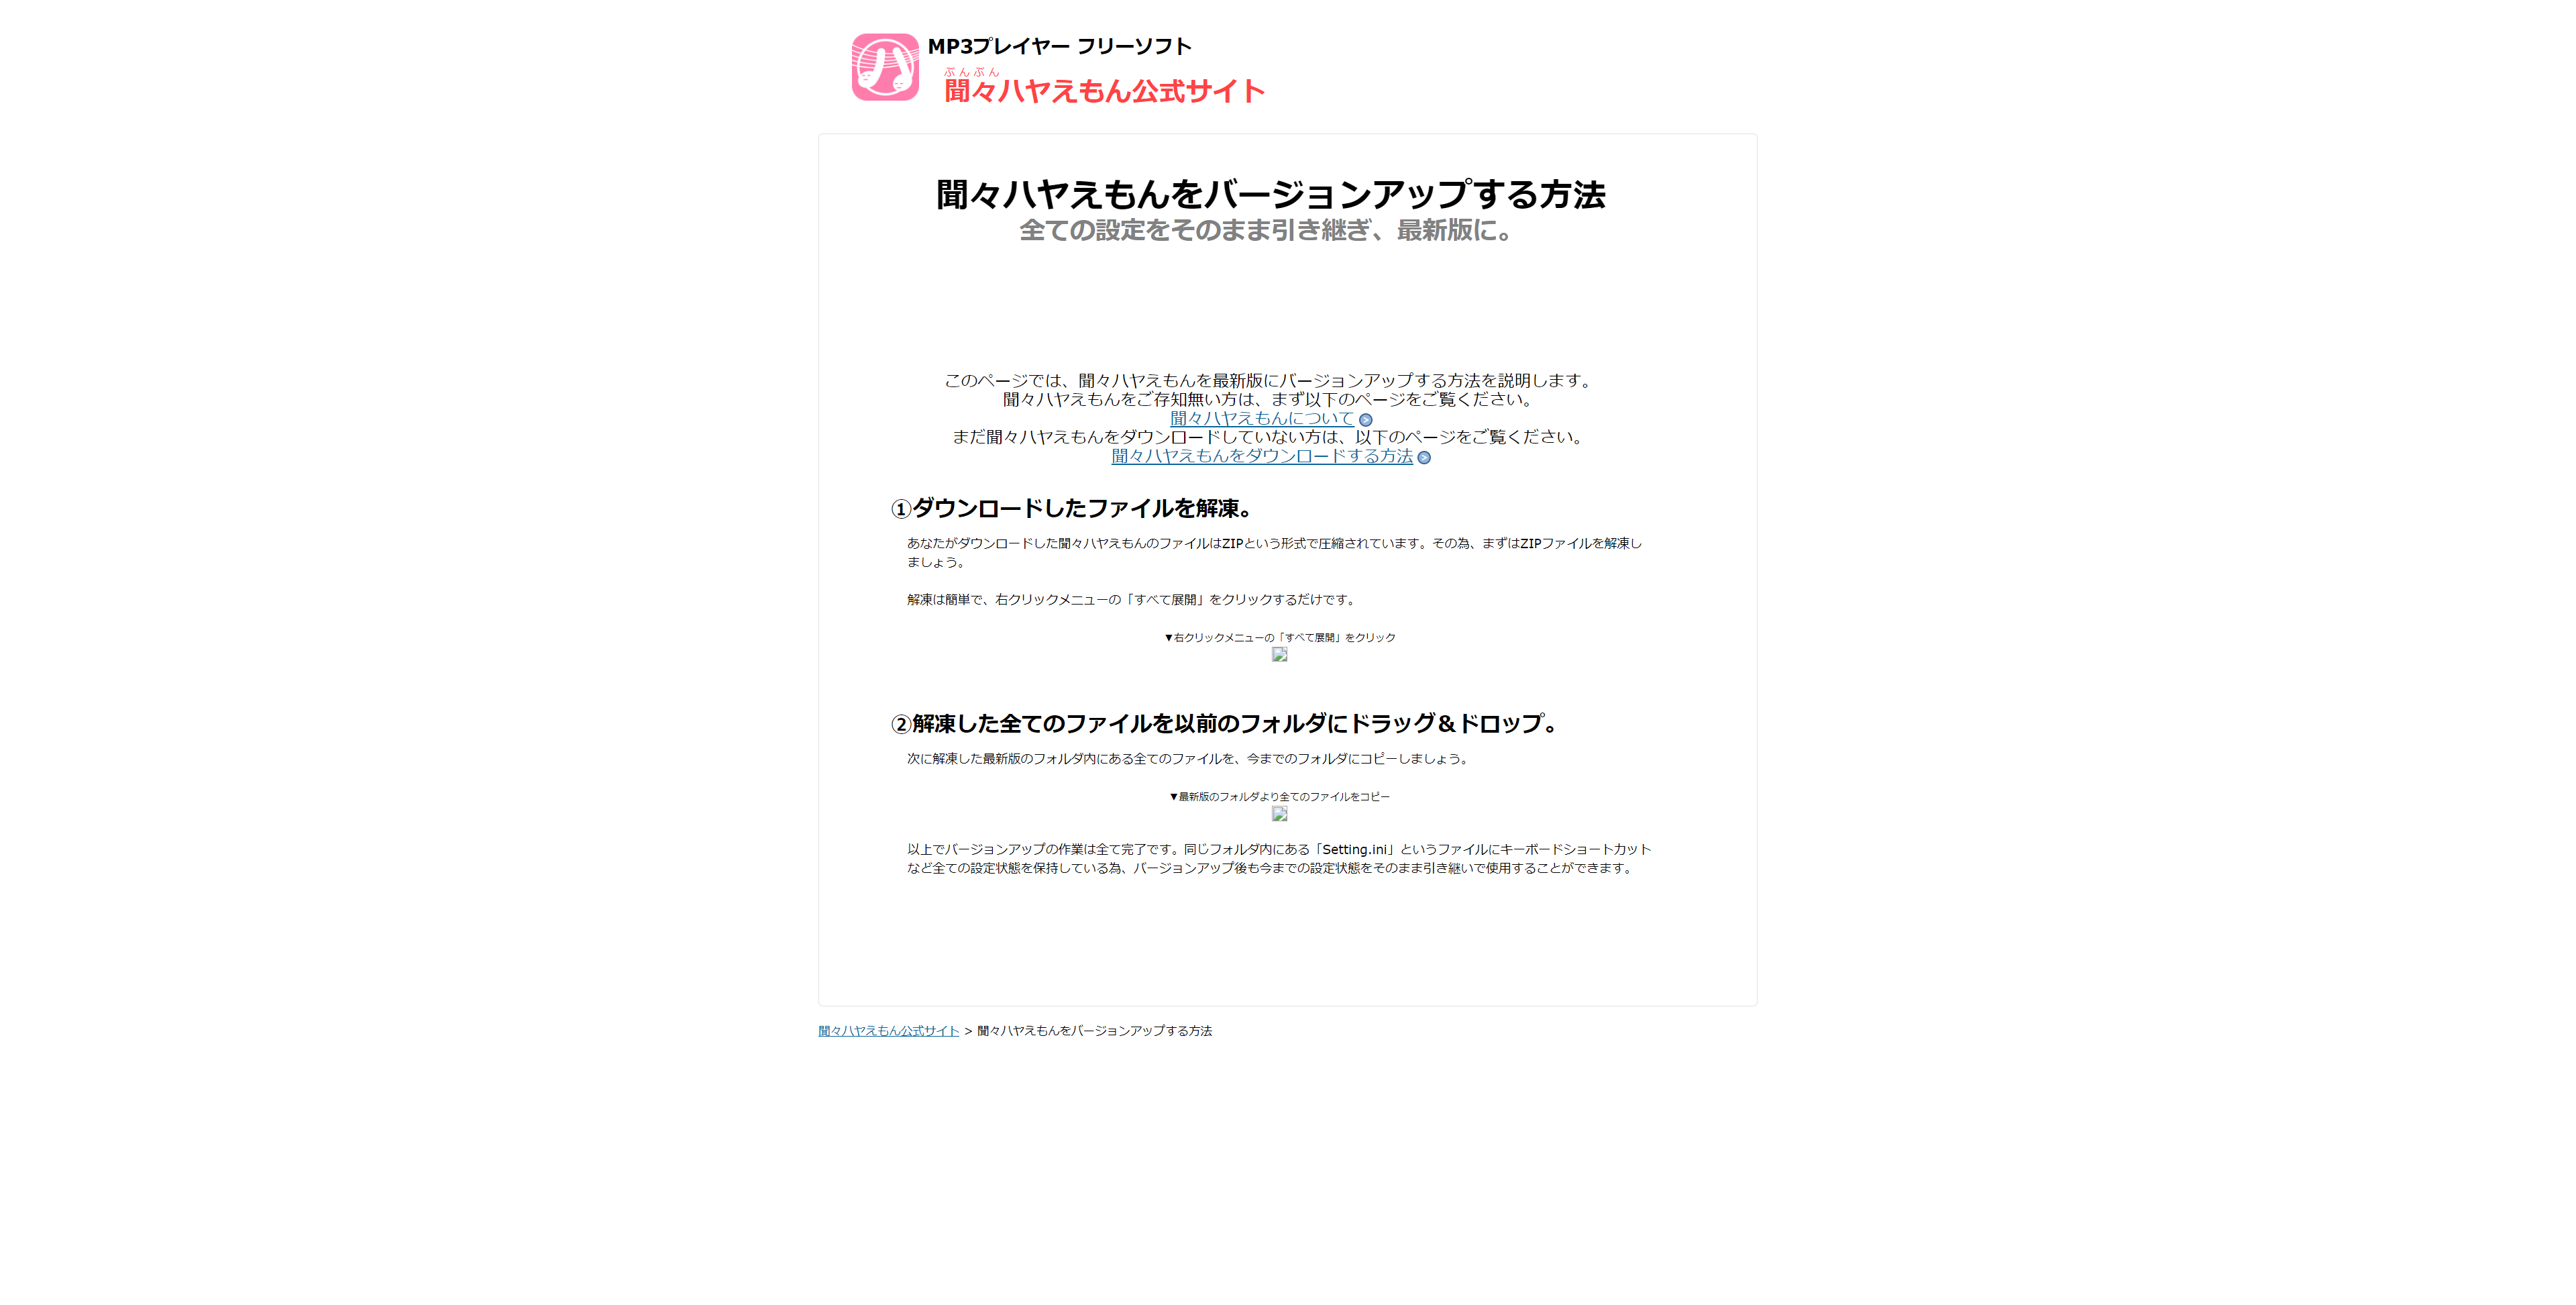 MP3プレイヤー フリーソフト
ぶんぶん
聞々ハヤえもん公式サイト
聞々ハヤえもんをバージョンアップする方法
全ての設定をそのまま引き継ぎ、最新版に。
このページでは、聞々ハヤえもんを最新版にバージョンアップする方法を説明します。
聞々ハヤえもんをご存知無い方は、まず以下のページをご覧ください。
聞々ハヤえもんについて
まだ聞々ハヤえもんをダウンロードしていない方は、以下のページをご覧ください。
聞々ハヤえもんをダウンロードする方法
①ダウンロードしたファイルを解凍。
あなたがダウンロードした聞々ハヤえもんのファイルはZIPという形式で圧縮されています。その為、まずはZIPファイルを解凍し
ましょう。
解凍は簡単で、右クリックメニューの「すべて展開」をクリックするだけです。
▼右クリックメニューの「すべて展開」をクリック
②解凍した全てのファイルを以前のフォルダにドラッグ＆ドロップ。
次に解凍した最新版のフォルダ内にある全てのファイルを、今までのフォルダにコピーしましょう。
▼最新版のフォルダより全てのファイルをコピー
以上でバージョンアップの作業は全て完了です。同じフォルダ内にある「Setting.ini」というファイルにキーボードショートカット
など全ての設定状態を保持している為、バージョンアップ後も今までの設定状態をそのまま引き継いで使用することができます。
聞々ハヤえもん公式サイト > 聞々ハヤえもんをバージョンアップする方法